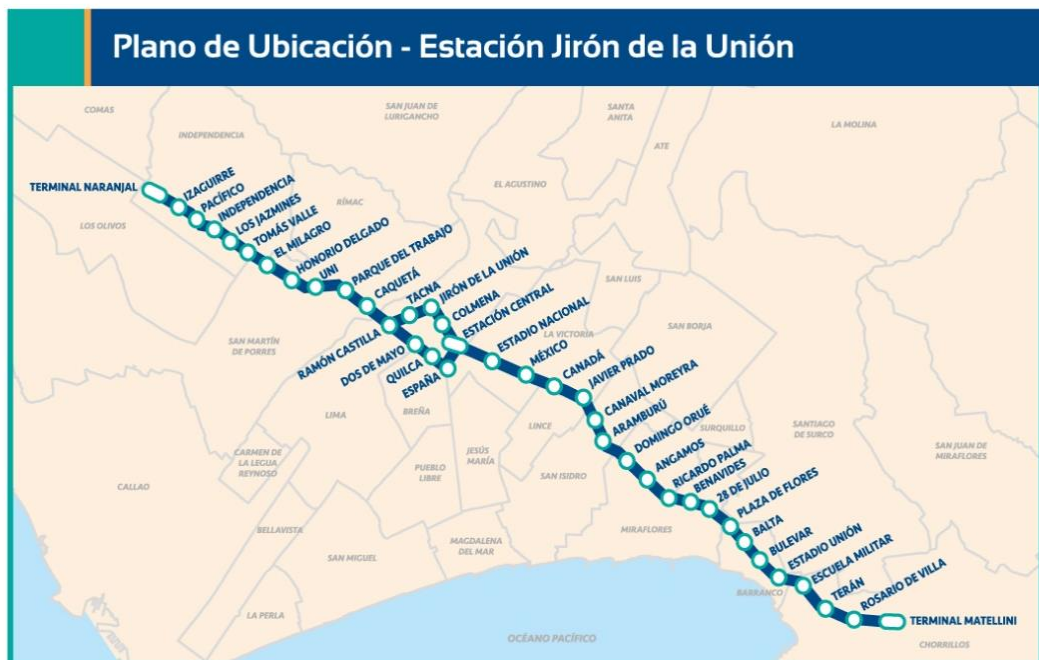 Plano de Ubicación - Estación Jirón de la Unión
COMAS
INDEPENDENCIA
SAN JUAN DE
LURIGANCHO
SANTA
ANITA
ATE
LA MOLINA
EL AGUSTINO
RÍMAC
LOS OLIVOS
SAN LUIS
SAN MARTÍN
DE PORRES
LA VICTORIA
SAN BORJA
LIMA
BREÑA
LINCE
SURQUILLO
SANTIAGO
DE SURCO
SAN JUAN DE
MIRAFLORES
CARMEN DE
LA LEGUA
REYNOSO
PUEBLO
LIBRE
JESÚS
MARÍA
SAN ISIDRO
CALLAO
BELLAVISTA
SAN MIGUEL
MAGDALENA
DEL MAR
MIRAFLORES
BARRANCO
LA PERLA
OCÉANO PACÍFICO
CHORRILLOS
TERMINAL NARANJAL
IZAGUIRRE
PACÍFICO
INDEPENDENCIA
LOS JAZMINES
TOMÁS VALLE
EL MILAGRO
HONORIO DELGADO
UNI
PARQUE DEL TRABAJO
CAQUETÁ
RAMÓN CASTILLA
TACNA
JIRÓN DE LA UNIÓN
COLMENA
DOS DE MAYO
QUILCA
ESPAÑA
ESTACIÓN CENTRAL
ESTADIO NACIONAL
MÉXICO
CANADÁ
JAVIER PRADO
CANAVAL MOREYRA
ARAMBURÚ
DOMINGO ORUÉ
ANGAMOS
RICARDO PALMA
BENAVIDES
28 DE JULIO
PLAZA DE FLORES
BALTA
BULEVAR
ESTADIO UNIÓN
ESCUELA MILITAR
TERÁN
ROSARIO DE VILLA
TERMINAL MATELLINI